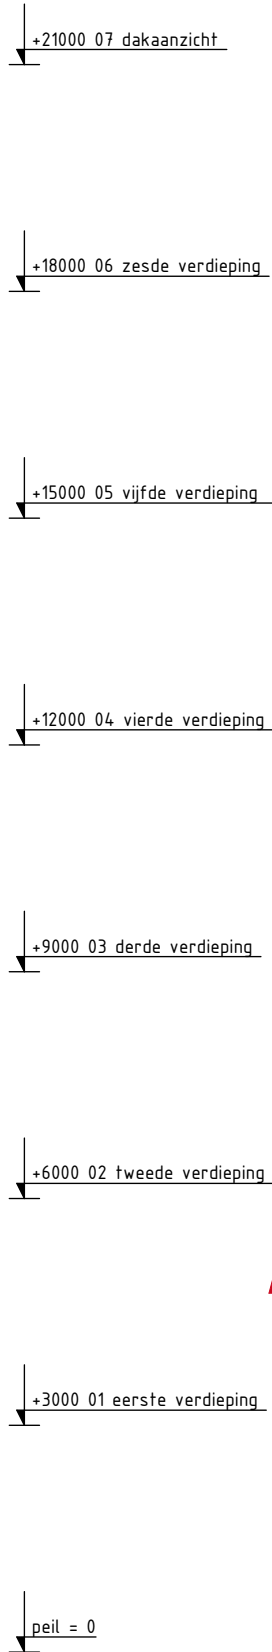 +21000 07 dakaanzicht
+18000 06 zesde verdieping
+15000 05 vijfde verdieping
+12000 04 vierde verdieping
+9000 03 derde verdieping
+6000 02 tweede verdieping
+3000 01 eerste verdieping
peil = 0